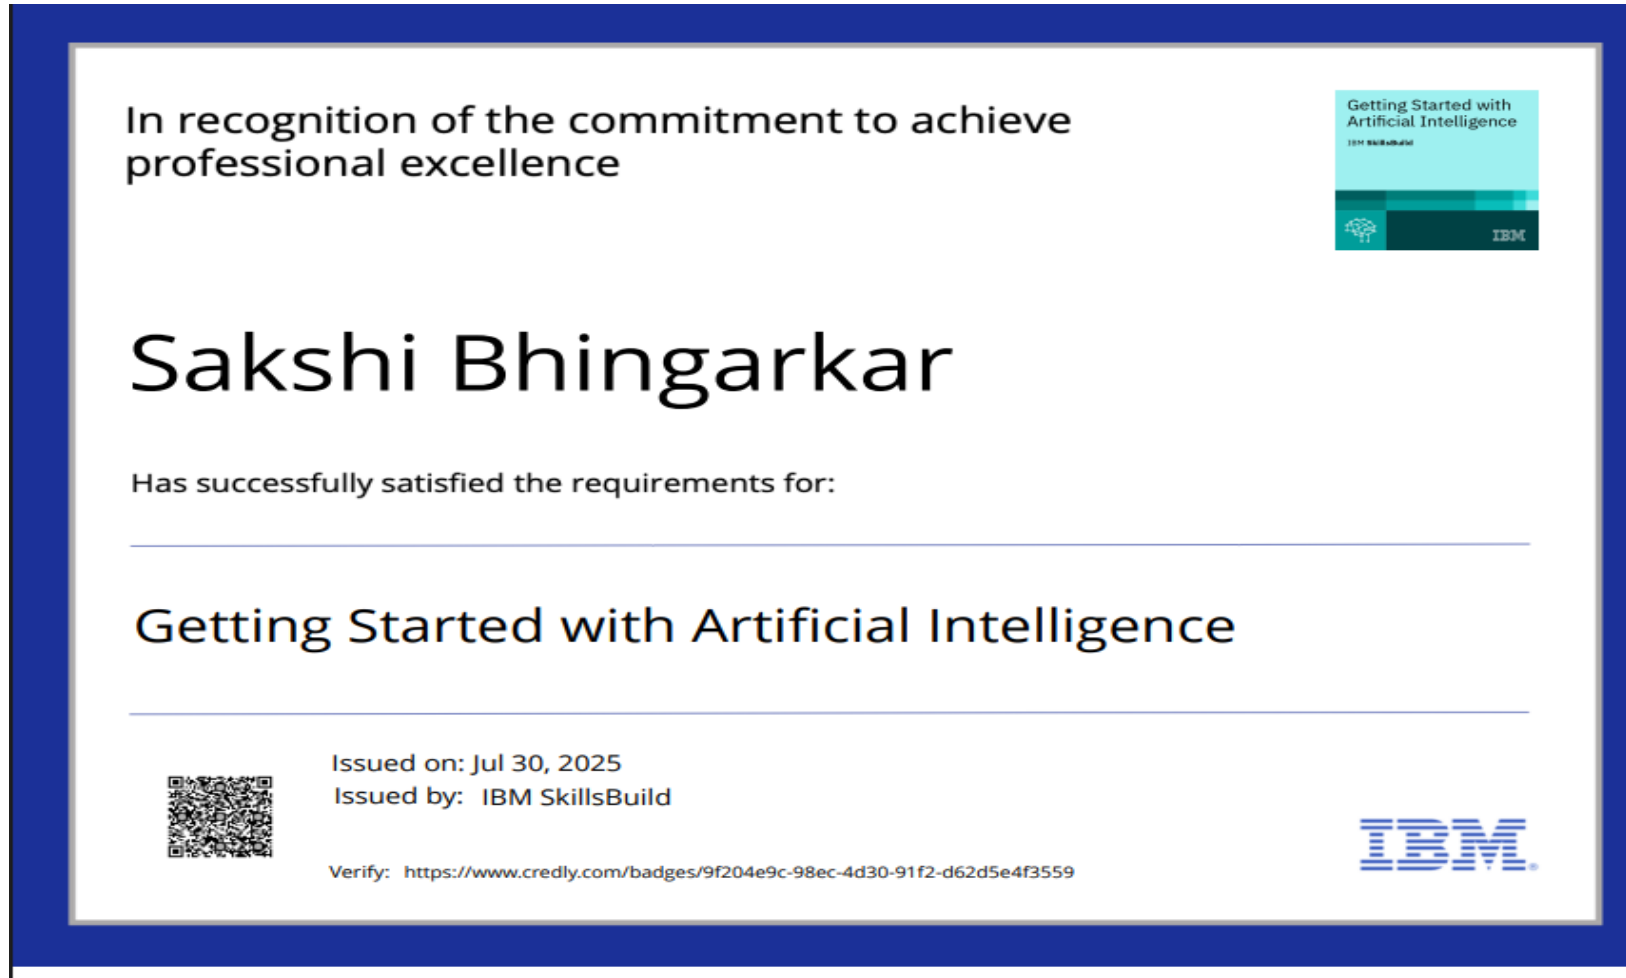 In recognition of the commitment to achieve
professional excellence
Getting Started with
Artificial Intelligence
IBM SkillsBuild
IBM
Sakshi Bhingarkar
Has successfully satisfied the requirements for:
Getting Started with Artificial Intelligence
Issued on: Jul 30, 2025
Issued by: IBM SkillsBuild
IBM
Verify: https://www.credly.com/badges/9f204e9c-98ec-4d30-91f2-d62d5e4f3559